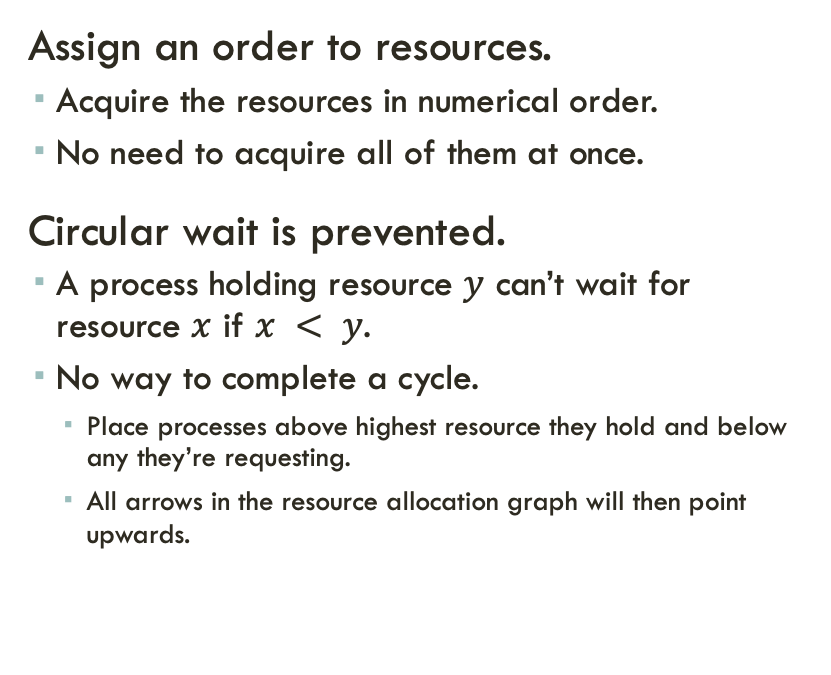 Assign an order to resources.
▪ Acquire the resources in numerical order.
▪ No need to acquire all of them at once.
Circular wait is prevented.
▪ A process holding resource y can’t wait for
resource x if x < y.
▪ No way to complete a cycle.
▪ Place processes above highest resource they hold and below
any they’re requesting.
▪ All arrows in the resource allocation graph will then point
upwards.